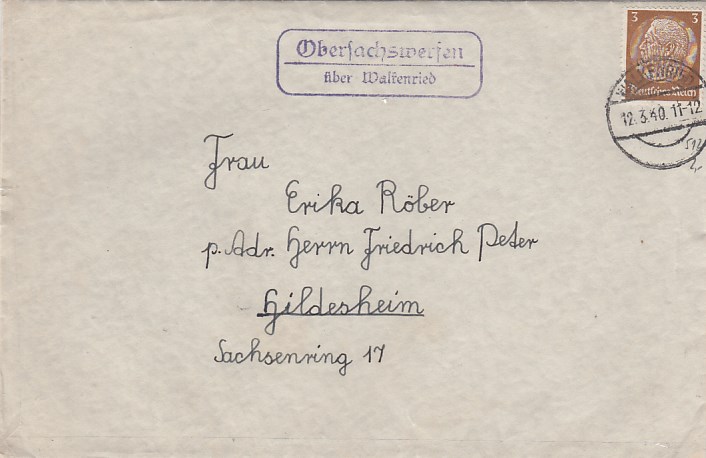 Obersachswerfen
über Walkenried
3 3
Deutsches Reich
12.3.40. 11-12
Frau
Erika Röber
p. Adr. Herrn Friedrich Peter
Hildesheim
Sachsenring 17